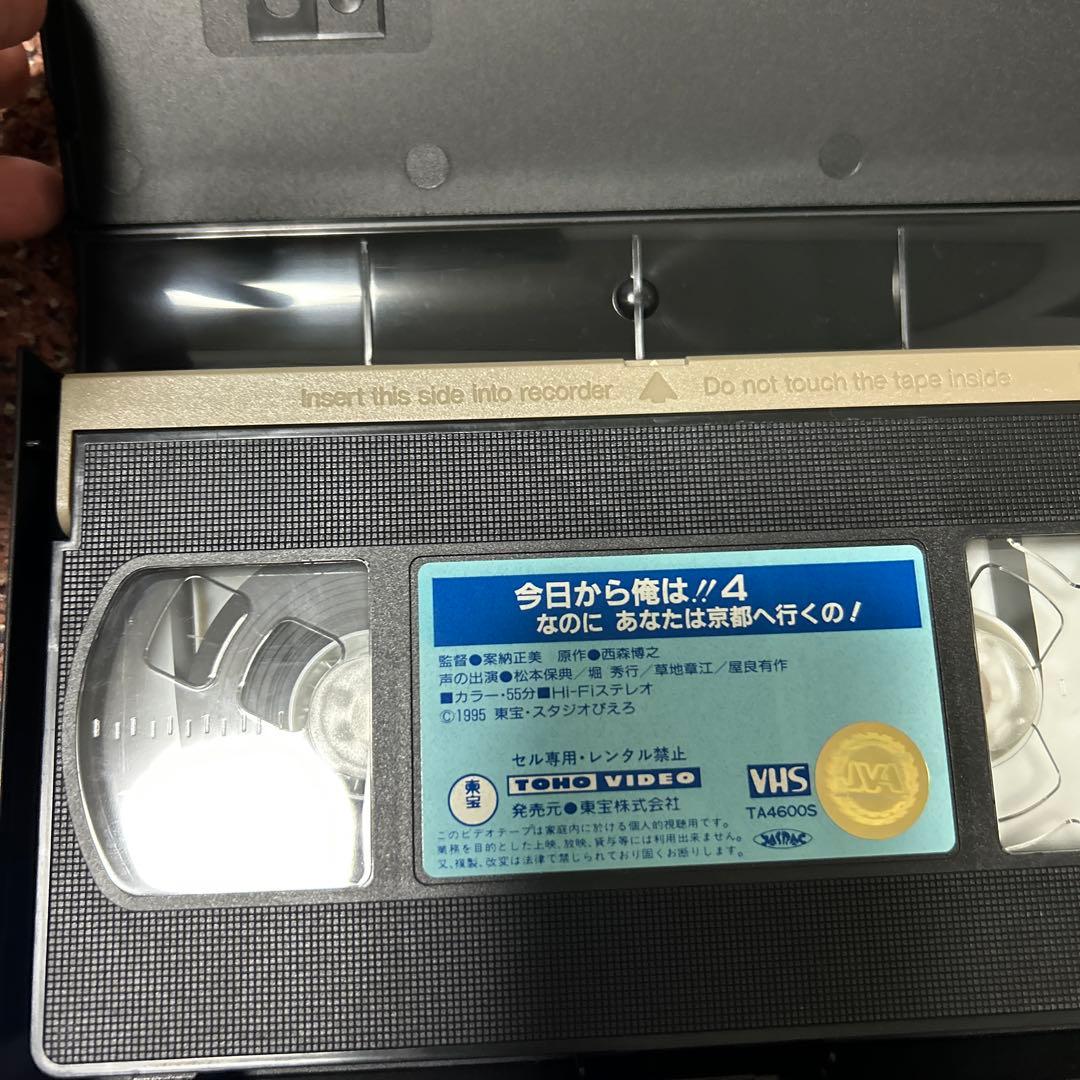 Insert this side into recorder ▲ Do not touch the tape inside
今日から俺は!!4
なのに あなたは京都へ行くの!
監督●案納正美 原作●西森博之
声の出演●松本保典/堀 秀行/草地章江/屋良有作
■カラー・55分■Hi-Fiステレオ
©1995 東宝・スタジオぴえろ
セル専用・レンタル禁止
東宝
TOHO VIDEO
発売元●東宝株式会社
VHS
TA4600S
JVA
JASRAC
このビデオテープは家庭内に於ける個人的視聴用です。
業務を目的とした上映、放映、貸与等には利用出来ません。
又、複製、改変は法律で禁じられており固くお断りします。